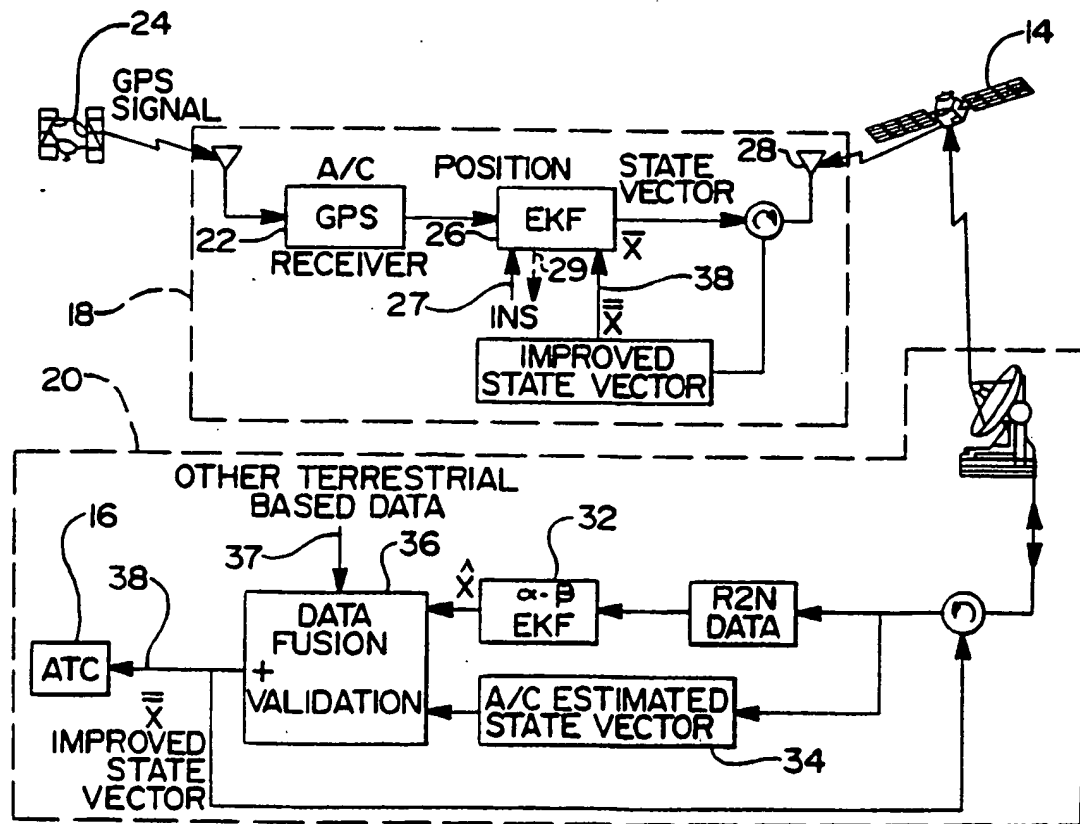 24
GPS
SIGNAL
14
A/C
POSITION
STATE
VECTOR
28
GPS
22
RECEIVER
26
EKF
X̅
29
27
INS
38
X̿
18
IMPROVED
STATE VECTOR
20
OTHER TERRESTRIAL
BASED DATA
16
37
36
32
38
X̂
α-β
EKF
R2N
DATA
DATA
FUSION
+
VALIDATION
ATC
A/C ESTIMATED
STATE VECTOR
34
X̿
IMPROVED
STATE
VECTOR